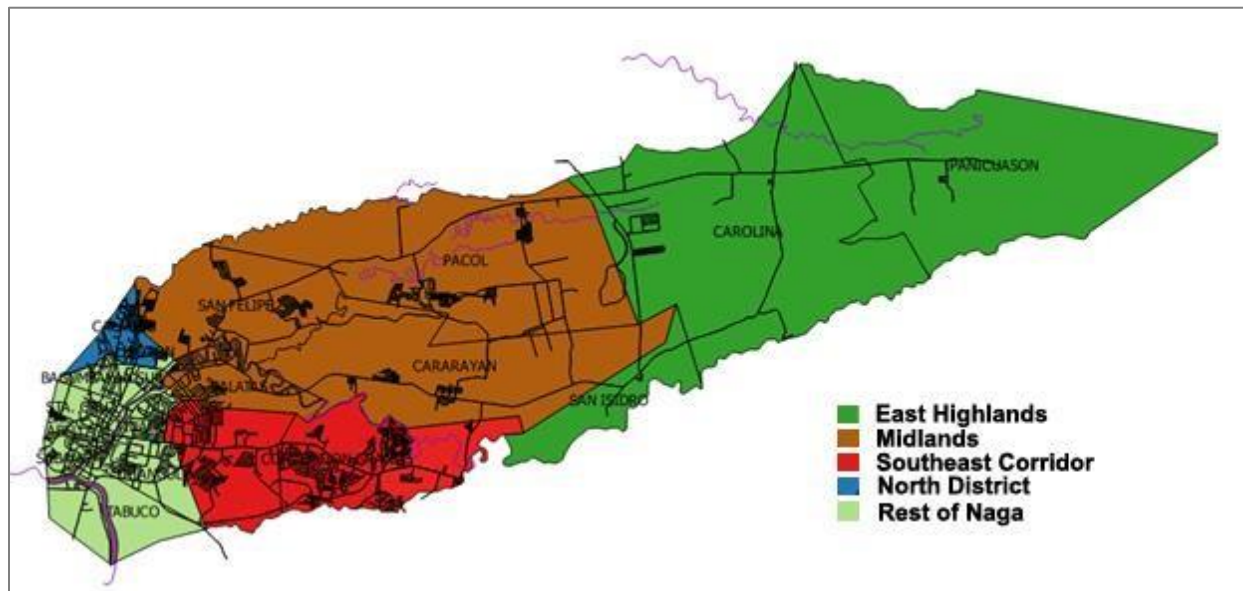 PANICUASON
CAROLINA
PACOL
SAN FELIPE
CARARAYAN
SAN ISIDRO
TABUCO
East Highlands
Midlands
Southeast Corridor
North District
Rest of Naga